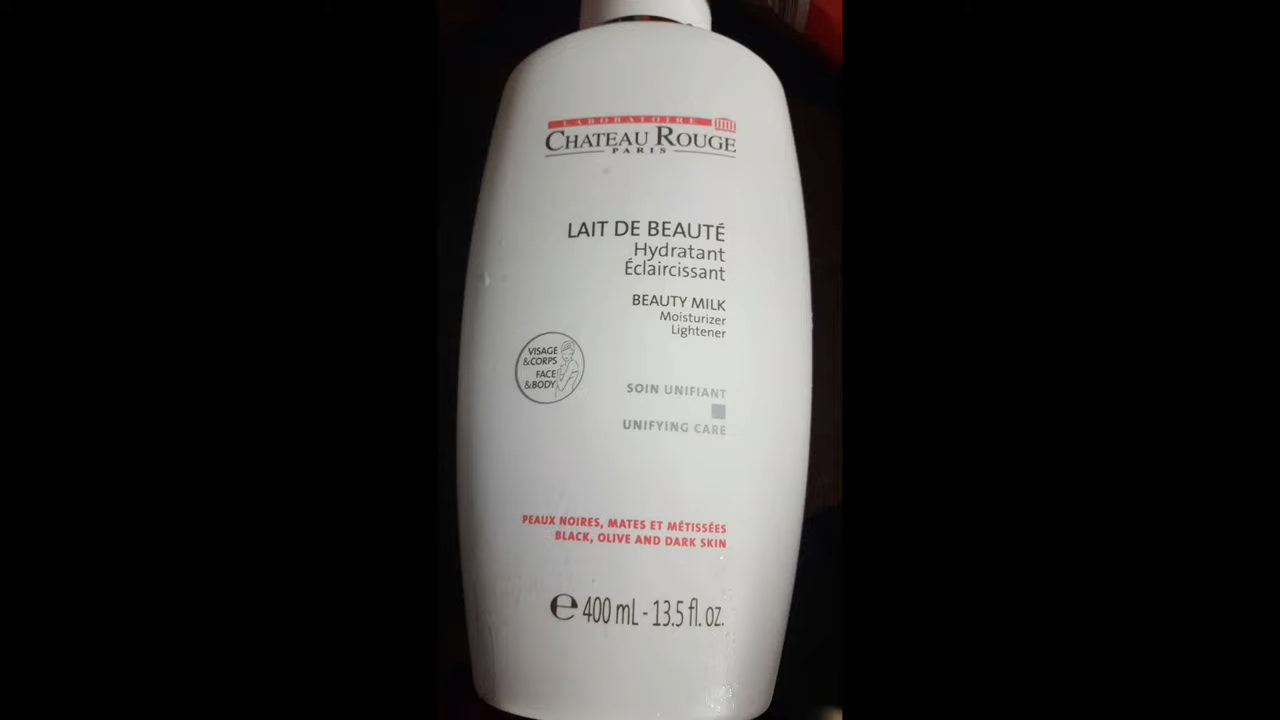 LABORATOIRE
CHATEAU ROUGE
PARIS
LAIT DE BEAUTÉ
Hydratant
Éclaircissant
BEAUTY MILK
Moisturizer
Lightener
VISAGE
&CORPS
FACE
&BODY
SOIN UNIFIANT
UNIFYING CARE
PEAUX NOIRES, MATES ET MÉTISSÉES
BLACK, OLIVE AND DARK SKIN
℮ 400 mL - 13.5 fl. oz.